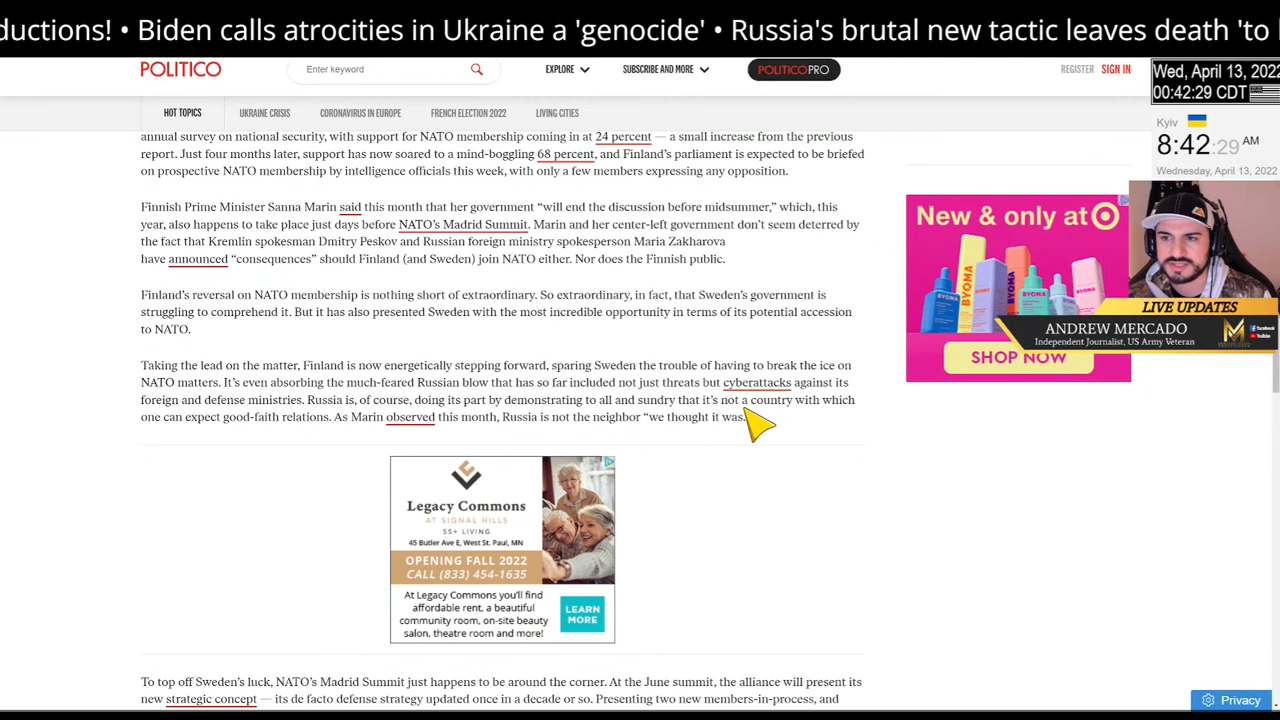 ductions! • Biden calls atrocities in Ukraine a 'genocide' • Russia's brutal new tactic leaves death 'to
POLITICO
Enter keyword
EXPLORE
SUBSCRIBE AND MORE
POLITICOPRO
REGISTER
SIGN IN
Wed, April 13, 2022
00:42:29 CDT
HOT TOPICS
UKRAINE CRISIS
CORONAVIRUS IN EUROPE
FRENCH ELECTION 2022
LIVING CITIES
Kyiv
8:42:29 AM
Wednesday, April 13, 2022
annual survey on national security, with support for NATO membership coming in at 24 percent — a small increase from the previous
report. Just four months later, support has now soared to a mind-boggling 68 percent, and Finland's parliament is expected to be briefed
on prospective NATO membership by intelligence officials this week, with only a few members expressing any opposition.
Finnish Prime Minister Sanna Marin said this month that her government "will end the discussion before midsummer," which, this
year, also happens to take place just days before NATO's Madrid Summit. Marin and her center-left government don't seem deterred by
the fact that Kremlin spokesman Dmitry Peskov and Russian foreign ministry spokesperson Maria Zakharova
have announced "consequences" should Finland (and Sweden) join NATO either. Nor does the Finnish public.
Finland's reversal on NATO membership is nothing short of extraordinary. So extraordinary, in fact, that Sweden's government is
struggling to comprehend it. But it has also presented Sweden with the most incredible opportunity in terms of its potential accession
to NATO.
Taking the lead on the matter, Finland is now energetically stepping forward, sparing Sweden the trouble of having to break the ice on
NATO matters. It's even absorbing the much-feared Russian blow that has so far included not just threats but cyberattacks against its
foreign and defense ministries. Russia is, of course, doing its part by demonstrating to all and sundry that it's not a country with which
one can expect good-faith relations. As Marin observed this month, Russia is not the neighbor "we thought it was.
New & only at
BYOMA
SHOP NOW
LIVE UPDATES
ANDREW MERCADO
Independent Journalist, US Army Veteran
Facebook
YouTube
Legacy Commons
AT SIGNAL HILLS
55+ LIVING
45 Butler Ave E, West St. Paul, MN
OPENING FALL 2022
CALL (833) 454-1635
At Legacy Commons you'll find
affordable rent, a beautiful
community room, on-site beauty
salon, theatre room and more!
LEARN
MORE
To top off Sweden's luck, NATO's Madrid Summit just happens to be around the corner. At the June summit, the alliance will present its
new strategic concept — its de facto defense strategy updated once in a decade or so. Presenting two new members-in-process, and
Privacy